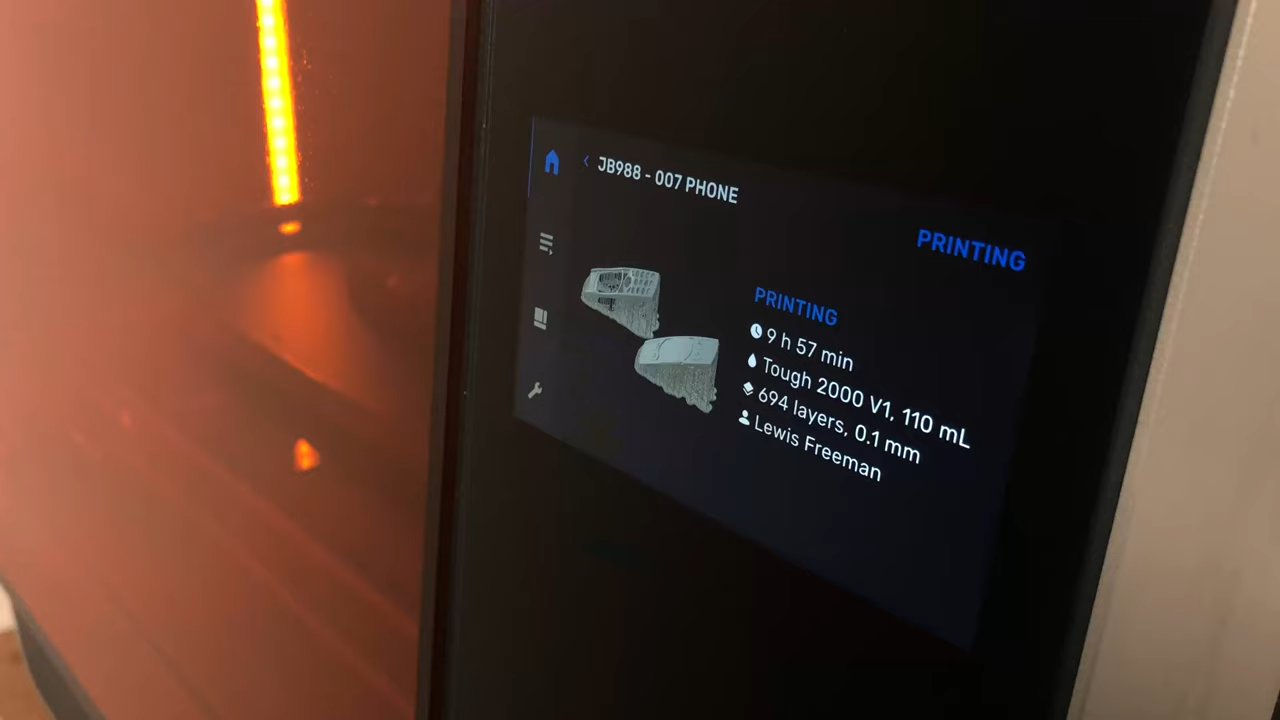 JB988 - 007 PHONE
PRINTING
PRINTING
9 h 57 min
Tough 2000 V1, 110 mL
694 layers, 0.1 mm
Lewis Freeman